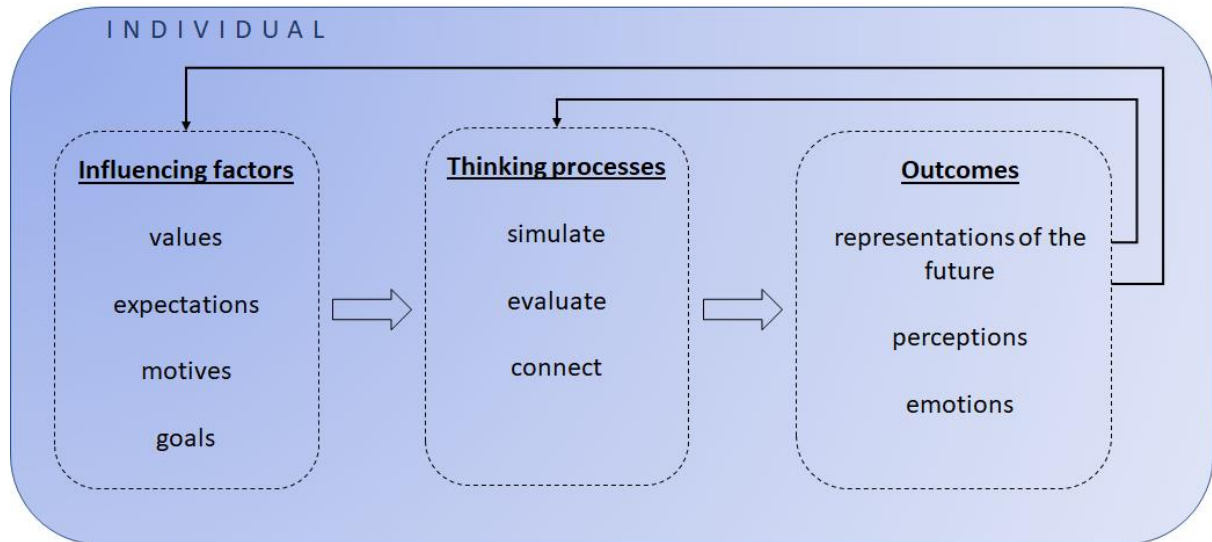 INDIVIDUAL
Influencing factors
values
expectations
motives
goals
Thinking processes
simulate
evaluate
connect
Outcomes
representations of the
future
perceptions
emotions